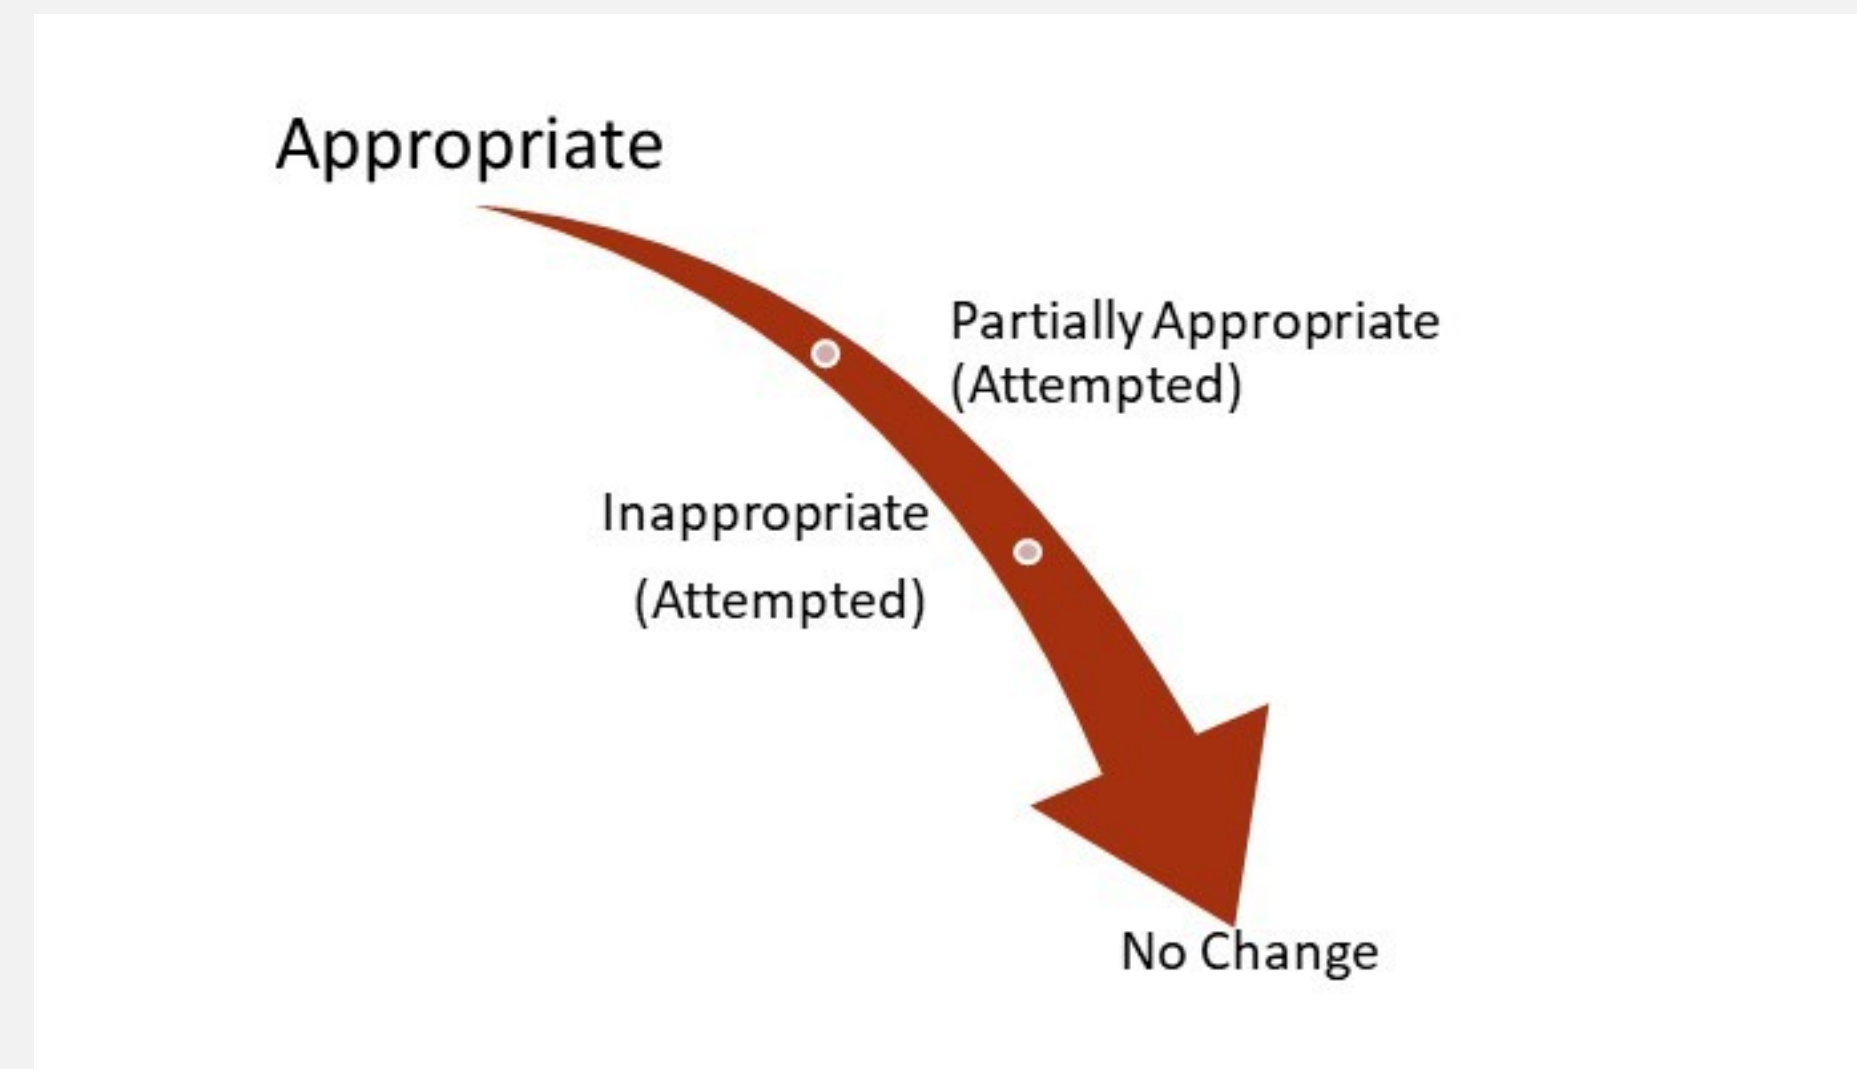 Appropriate
Partially Appropriate
(Attempted)
Inappropriate
(Attempted)
No Change